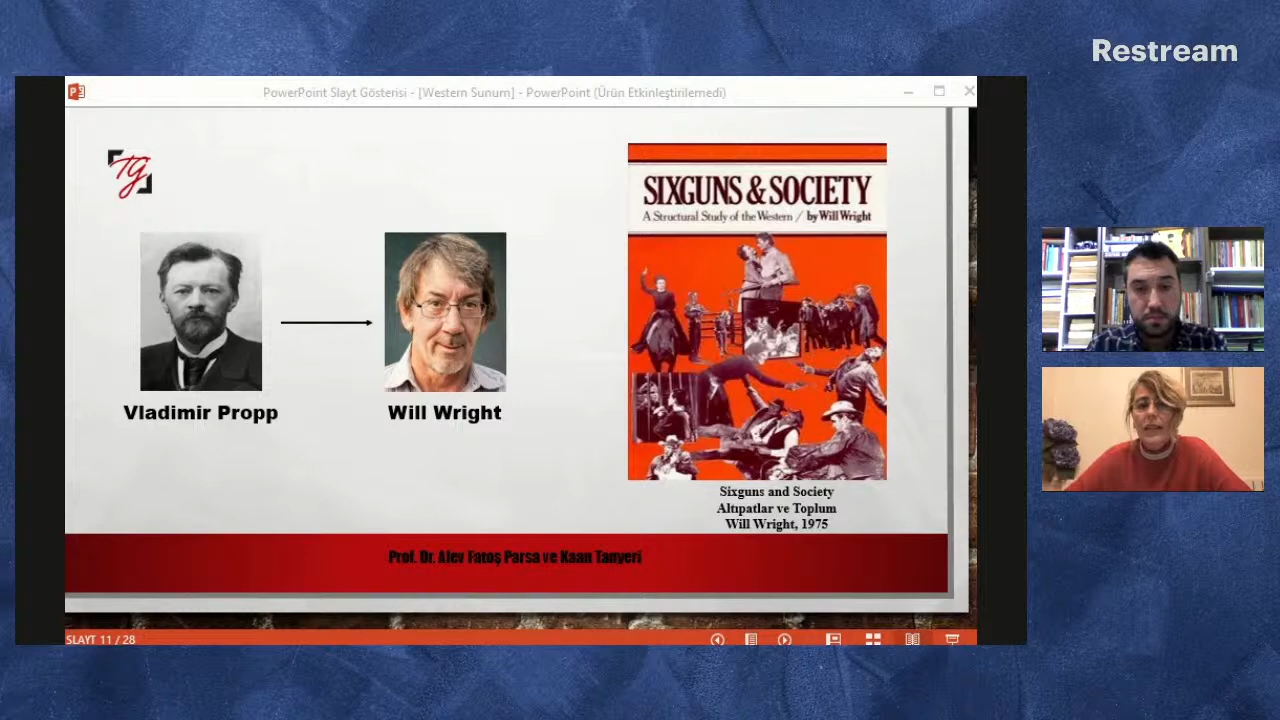 Restream
PowerPoint Slayt Gösterisi - [Western Sunum] - PowerPoint (Ürün Etkinleştirilemedi)
TG
SIXGUNS & SOCIETY
A Structural Study of the Western / by Will Wright
Vladimir Propp
Will Wright
Sixguns and Society
Altıpatlar ve Toplum
Will Wright, 1975
Prof. Dr. Alev Fatoş Parsa ve Kaan Tanyeri
SLAYT 11 / 28